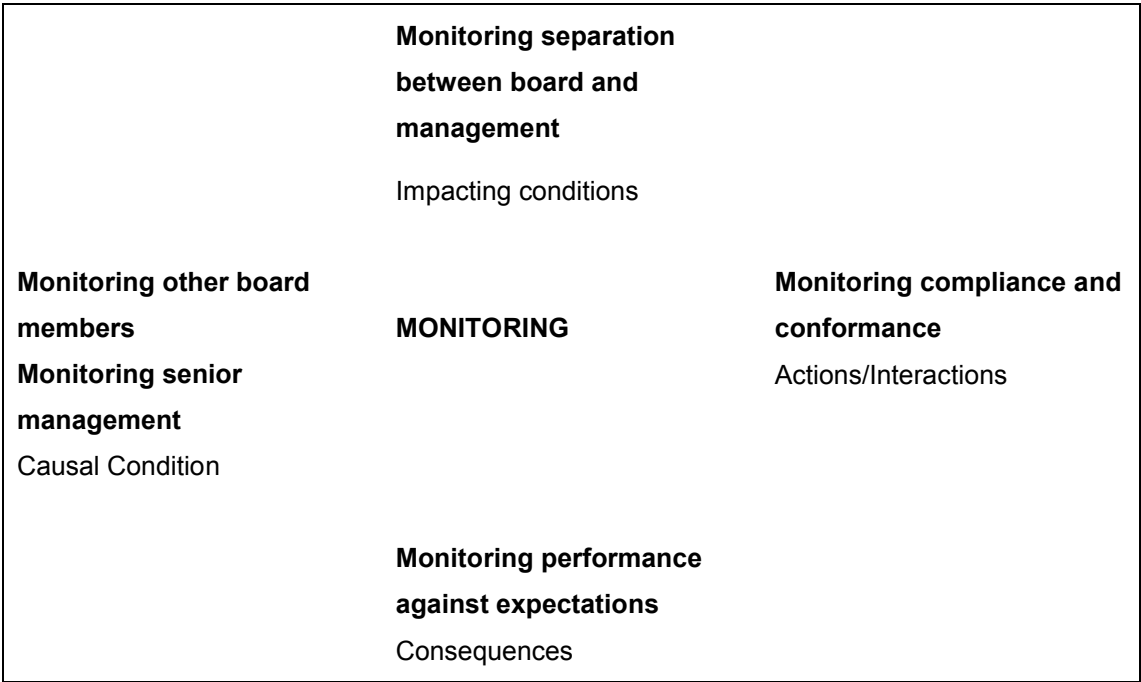 Monitoring separation
between board and
management
Impacting conditions
Monitoring other board
members
Monitoring senior
management
Causal Condition
MONITORING
Monitoring compliance and
conformance
Actions/Interactions
Monitoring performance
against expectations
Consequences